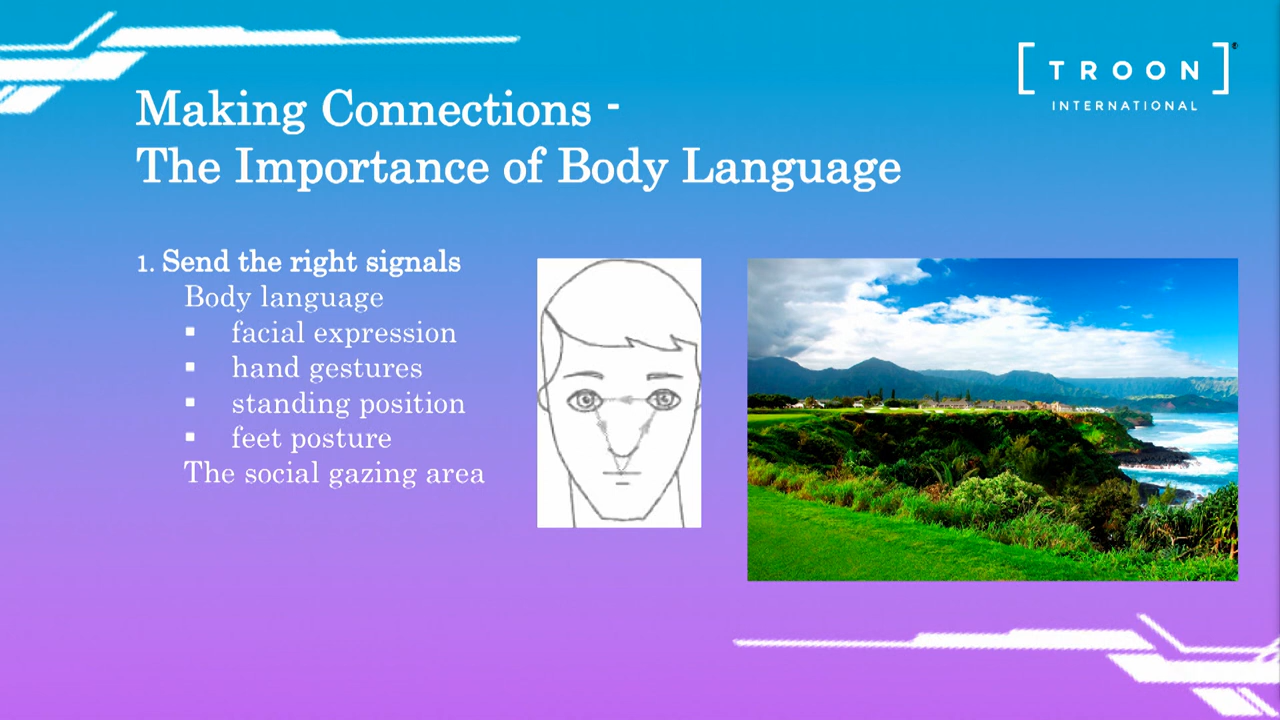 [ TROON ]®
INTERNATIONAL
Making Connections -
The Importance of Body Language
1. Send the right signals
Body language
▪ facial expression
▪ hand gestures
▪ standing position
▪ feet posture
The social gazing area